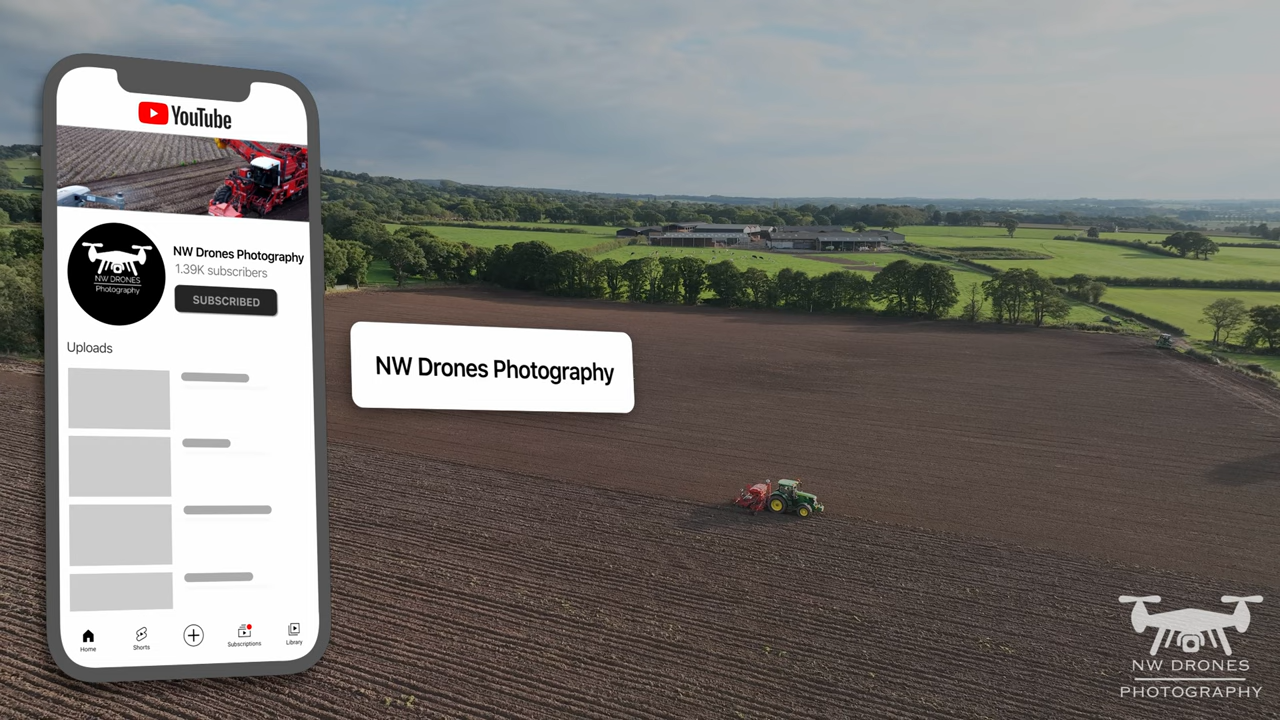 YouTube
NW DRONES
Photography
NW Drones Photography
1.39K subscribers
SUBSCRIBED
Uploads
Home
Shorts
Subscriptions
Library
NW Drones Photography
NW DRONES
PHOTOGRAPHY